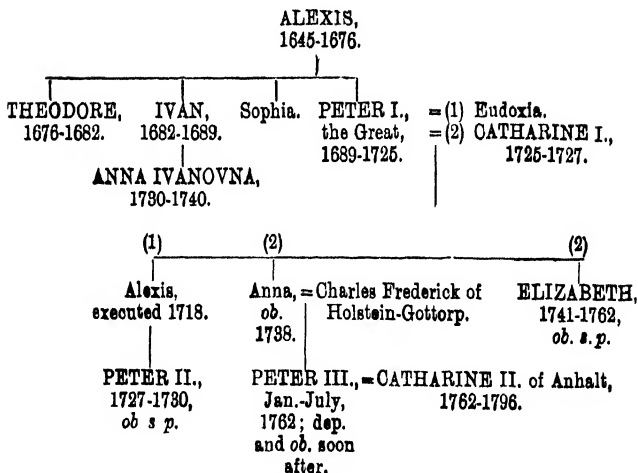 ALEXIS,
1645-1676.
THEODORE, IVAN, Sophia. PETER I., =(1) Eudoxia.
1676-1682. 1682-1689. the Great, =(2) CATHARINE I.,
1689-1725. 1725-1727.
ANNA IVANOVNA,
1730-1740.
(1) (2) (2)
Alexis, Anna, =Charles Frederick of ELIZABETH,
executed 1718. ob. Holstein-Gottorp. 1741-1762,
1738. ob. s.p.
PETER II., PETER III., =CATHARINE II. of Anhalt,
1727-1730, Jan.-July, 1762-1796.
ob s p. 1762; dep.
and ob. soon
after.